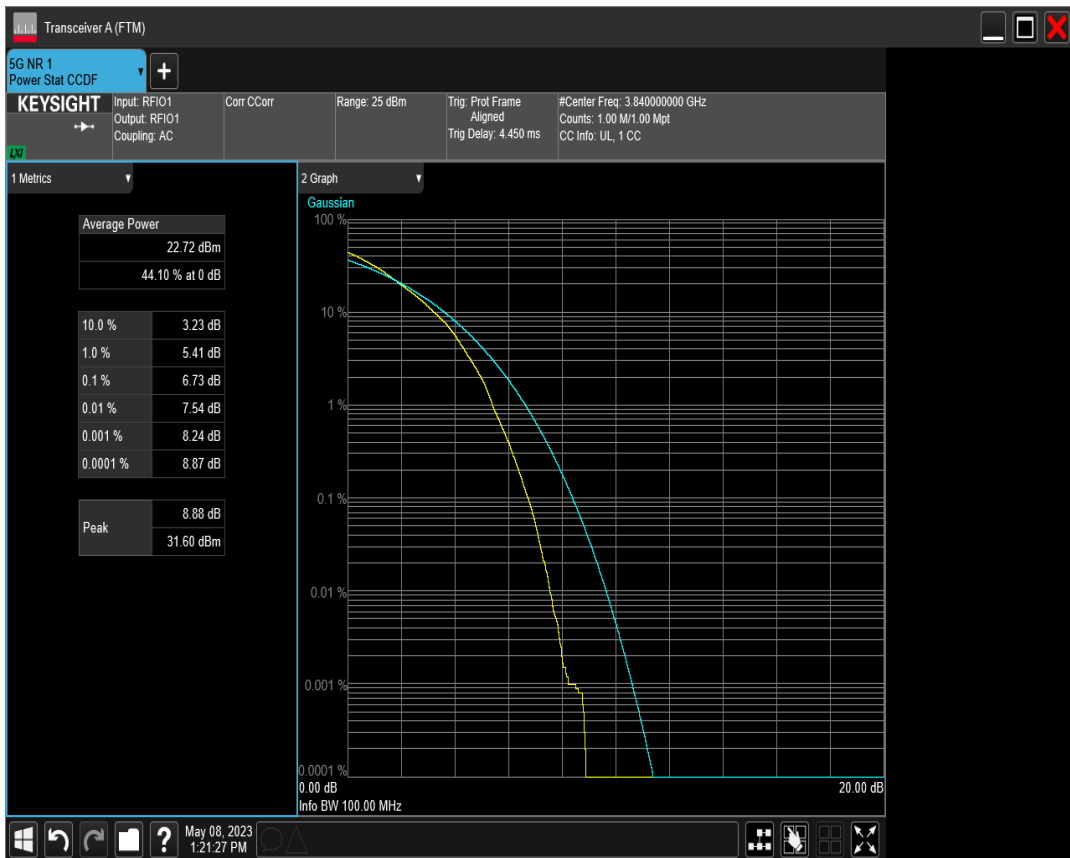 Transceiver A (FTM)
5G NR 1
Power Stat CCDF
KEYSIGHT
LXI
Input: RFIO1
Output: RFIO1
Coupling: AC
Corr CCorr
Range: 25 dBm
Trig: Prot Frame
Aligned
Trig Delay: 4.450 ms
#Center Freq: 3.840000000 GHz
Counts: 1.00 M/1.00 Mpt
CC Info: UL, 1 CC
1 Metrics
Average Power
22.72 dBm
44.10 % at 0 dB
10.0 % 3.23 dB
1.0 % 5.41 dB
0.1 % 6.73 dB
0.01 % 7.54 dB
0.001 % 8.24 dB
0.0001 % 8.87 dB
Peak 8.88 dB
31.60 dBm
2 Graph
Gaussian
100 %
10 %
1 %
0.1 %
0.01 %
0.001 %
0.0001 %
0.00 dB 20.00 dB
Info BW 100.00 MHz
? May 08, 2023
1:21:27 PM